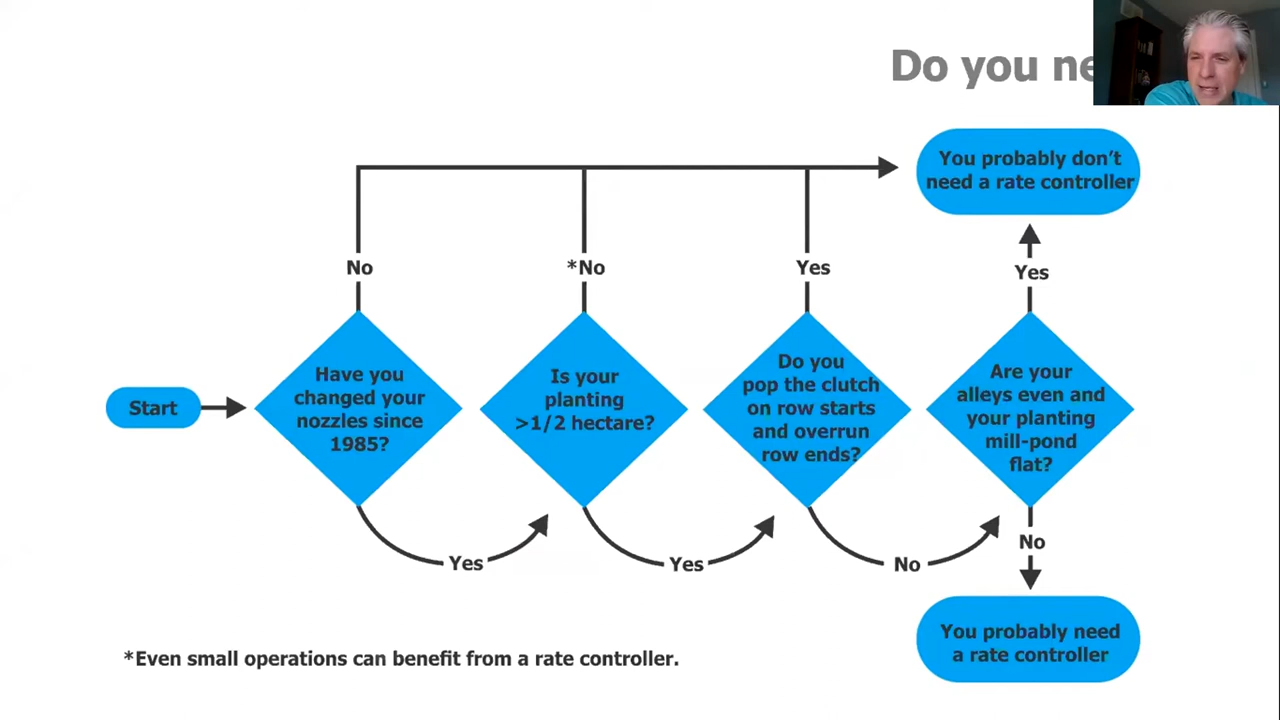 Do you ne
You probably don't
need a rate controller
No
*No
Yes
Yes
Start
Have you
changed your
nozzles since
1985?
Is your
planting
>1/2 hectare?
Do you
pop the clutch
on row starts
and overrun
row ends?
Are your
alleys even and
your planting
mill-pond
flat?
Yes
Yes
No
No
You probably need
a rate controller
*Even small operations can benefit from a rate controller.